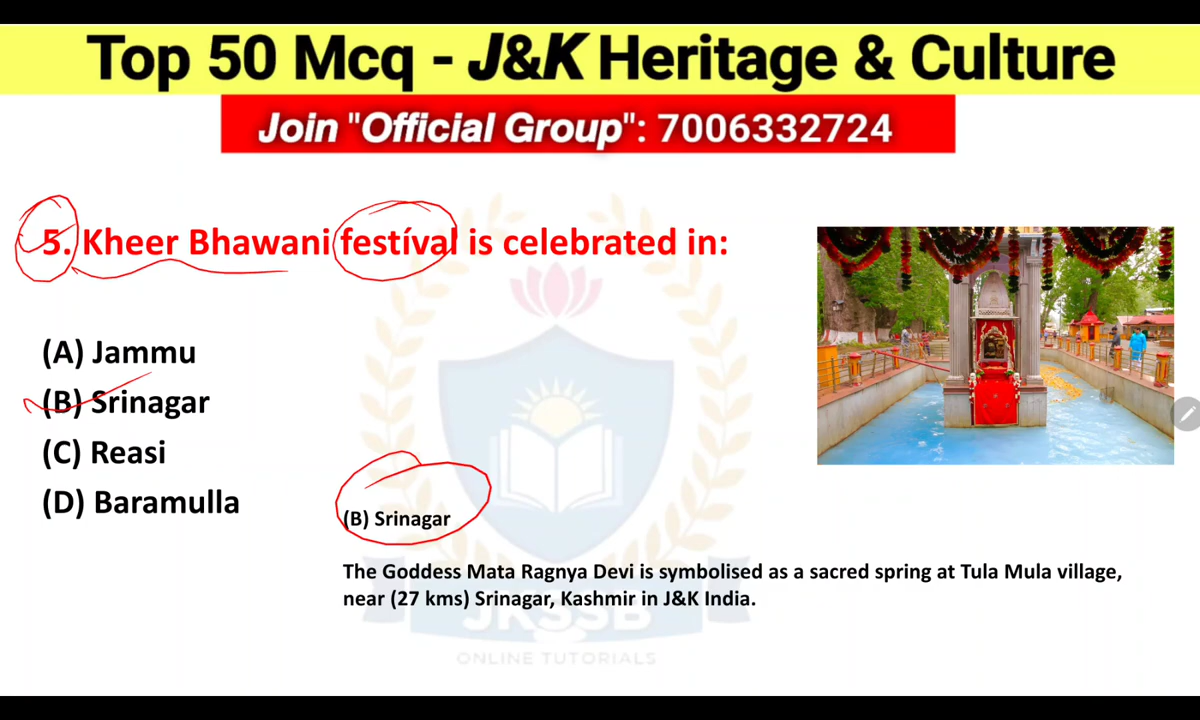 Top 50 Mcq - J&K Heritage & Culture
Join "Official Group": 7006332724
5. Kheer Bhawani festíval is celebrated in:
(A) Jammu
(B) Srinagar
(C) Reasi
(D) Baramulla
(B) Srinagar
The Goddess Mata Ragnya Devi is symbolised as a sacred spring at Tula Mula village,
near (27 kms) Srinagar, Kashmir in J&K India.
JKSSB
ONLINE TUTORIALS